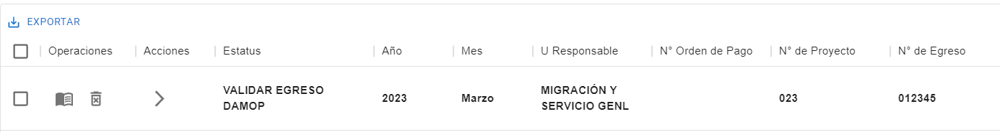 EXPORTAR
Operaciones Acciones Estatus Año Mes U Responsable N° Orden de Pago N° de Proyecto N° de Egreso
VALIDAR EGRESO DAMOP 2023 Marzo MIGRACIÓN Y SERVICIO GENL 023 012345